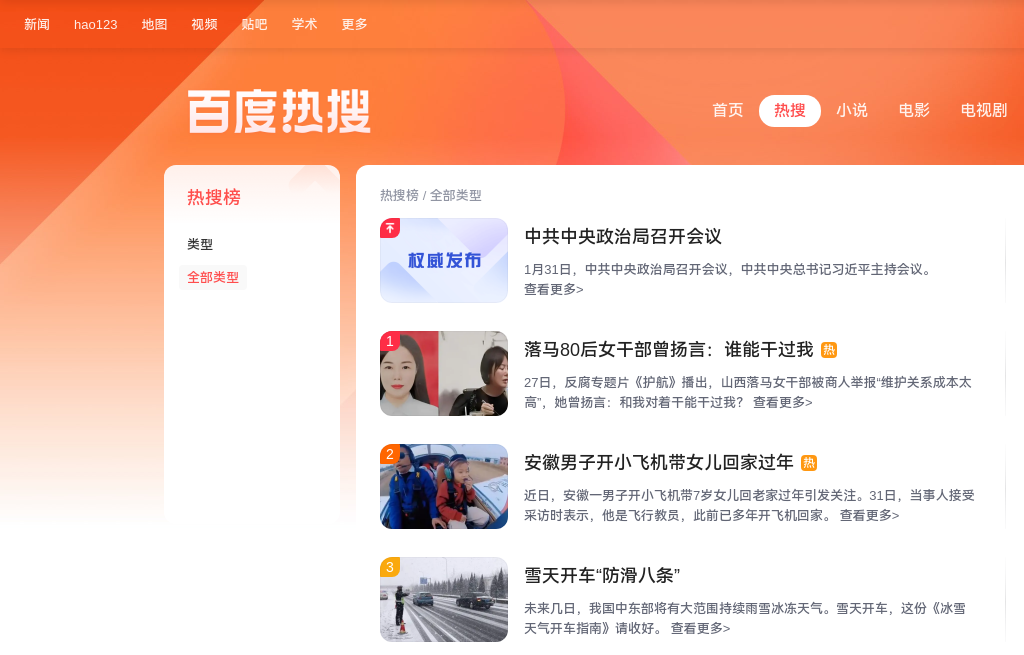 新闻 hao123 地图 视频 贴吧 学术 更多
百度热搜
首页 热搜 小说 电影 电视剧
热搜榜
类型
全部类型
热搜榜 / 全部类型
权威发布
中共中央政治局召开会议
1月31日，中共中央政治局召开会议，中共中央总书记习近平主持会议。
查看更多>
1
落马80后女干部曾扬言：谁能干过我 热
27日，反腐专题片《护航》播出，山西落马女干部被商人举报“维护关系成本太
高”，她曾扬言：和我对着干能干过我？ 查看更多>
2
安徽男子开小飞机带女儿回家过年 热
近日，安徽一男子开小飞机带7岁女儿回老家过年引发关注。31日，当事人接受
采访时表示，他是飞行教员，此前已多年开飞机回家。 查看更多>
3
雪天开车“防滑八条”
未来几日，我国中东部将有大范围持续雨雪冰冻天气。雪天开车，这份《冰雪
天气开车指南》请收好。 查看更多>